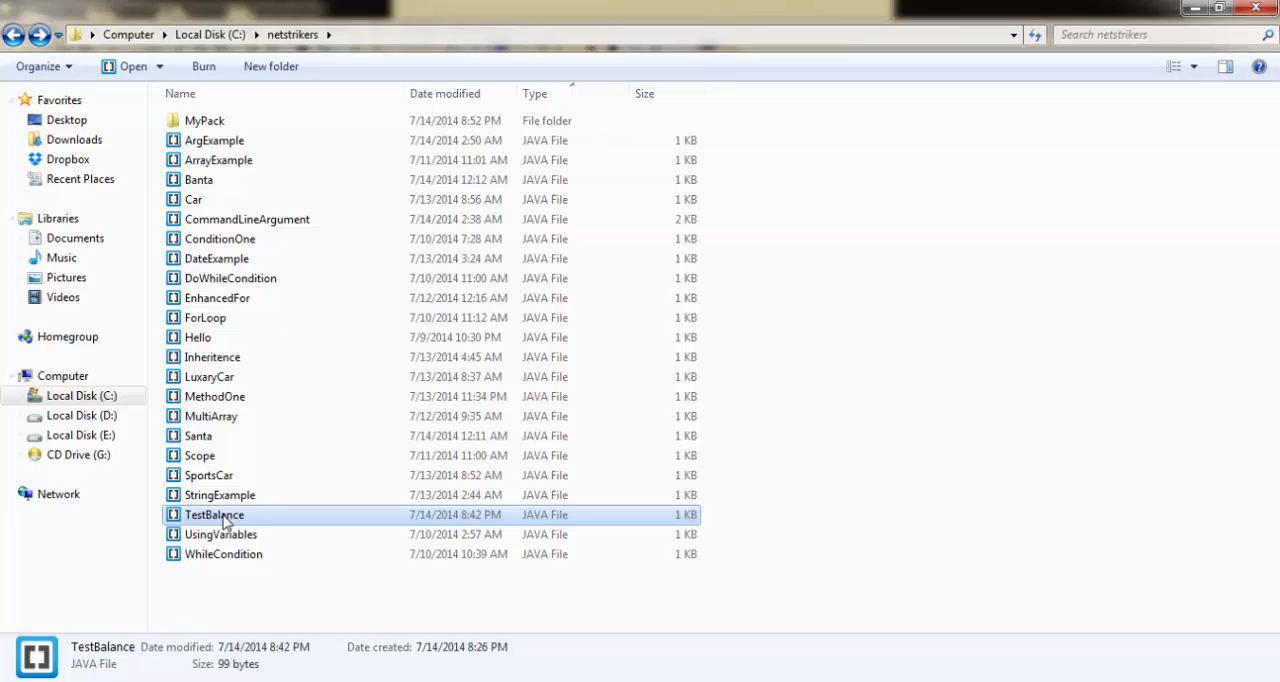 Computer Local Disk (C:) netstrikers Search netstrikers
Organize Open Burn New folder
Name Date modified Type Size
Favorites
Desktop
Downloads
Dropbox
Recent Places
Libraries
Documents
Music
Pictures
Videos
Homegroup
Computer
Local Disk (C:)
Local Disk (D:)
Local Disk (E:)
CD Drive (G:)
Network
MyPack 7/14/2014 8:52 PM File folder
ArgExample 7/14/2014 2:50 AM JAVA File 1 KB
ArrayExample 7/11/2014 11:01 AM JAVA File 1 KB
Banta 7/14/2014 12:12 AM JAVA File 1 KB
Car 7/13/2014 8:56 AM JAVA File 1 KB
CommandLineArgument 7/14/2014 2:38 AM JAVA File 2 KB
ConditionOne 7/10/2014 7:28 AM JAVA File 1 KB
DateExample 7/13/2014 3:24 AM JAVA File 1 KB
DoWhileCondition 7/10/2014 11:00 AM JAVA File 1 KB
EnhancedFor 7/12/2014 12:16 AM JAVA File 1 KB
ForLoop 7/10/2014 11:12 AM JAVA File 1 KB
Hello 7/9/2014 10:30 PM JAVA File 1 KB
Inheritence 7/13/2014 4:45 AM JAVA File 1 KB
LuxaryCar 7/13/2014 8:37 AM JAVA File 1 KB
MethodOne 7/13/2014 11:34 PM JAVA File 1 KB
MultiArray 7/12/2014 9:35 AM JAVA File 1 KB
Santa 7/14/2014 12:11 AM JAVA File 1 KB
Scope 7/11/2014 11:00 AM JAVA File 1 KB
SportsCar 7/13/2014 8:52 AM JAVA File 1 KB
StringExample 7/13/2014 2:44 AM JAVA File 1 KB
TestBalance 7/14/2014 8:42 PM JAVA File 1 KB
UsingVariables 7/10/2014 2:57 AM JAVA File 1 KB
WhileCondition 7/10/2014 10:39 AM JAVA File 1 KB
TestBalance Date modified: 7/14/2014 8:42 PM Date created: 7/14/2014 8:26 PM
JAVA File Size: 99 bytes